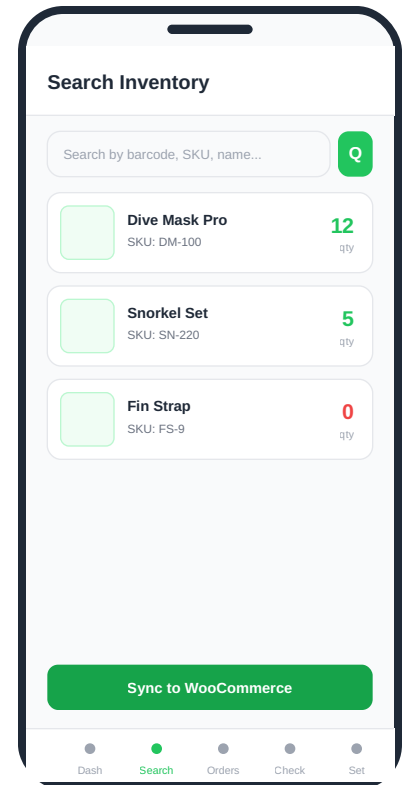 Search Inventory
Search by barcode, SKU, name...
Q
Dive Mask Pro
SKU: DM-100
12
qty
Snorkel Set
SKU: SN-220
5
qty
Fin Strap
SKU: FS-9
0
qty
Sync to WooCommerce
Dash Search Orders Check Set